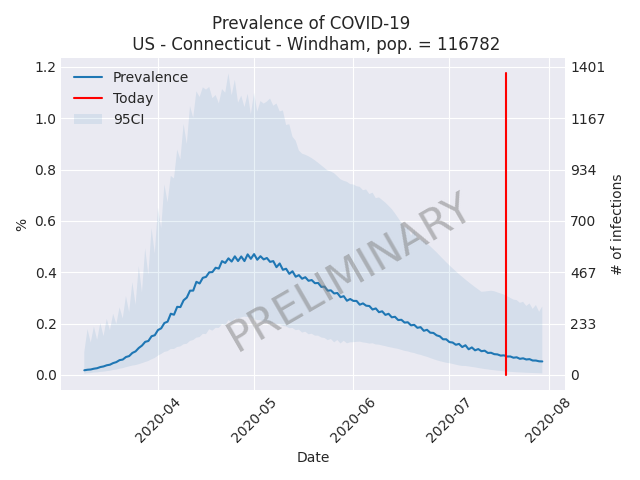 Prevalence of COVID-19
US - Connecticut - Windham, pop. = 116782
Prevalence
Today
95CI
1.2
1.0
0.8
0.6
0.4
0.2
0.0
%
1401
1167
934
700
467
233
0
# of infections
PRELIMINARY
2020-04
2020-05
2020-06
2020-07
2020-08
Date